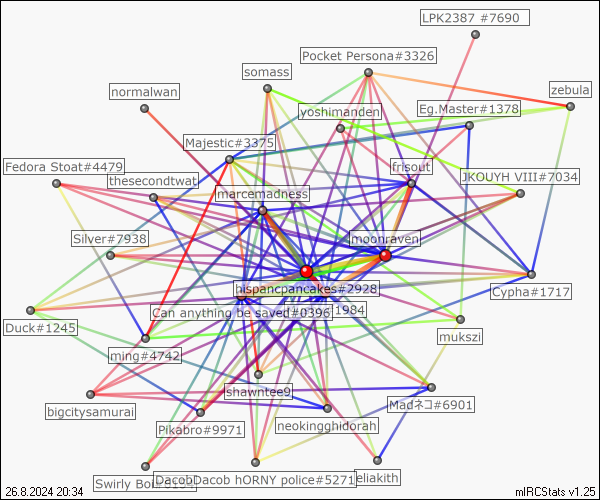 LPK2387 #7690
Pocket Persona#3326
somass
zebula
normalwan
yoshimanden
Eg.Master#1378
Majestic#3375
Fedora Stoat#4479
frisout
JKOUYH VIII#7034
thesecondtwat
marcemadness
Silver#7938
moonraven
hispancpancakes#2928
Cypha#1717
Can anything be saved#0396
1984
Duck#1245
mukszi
ming#4742
shawntee9
Madネコ#6901
bigcitysamurai
neokingghidorah
Pikabro#9971
Swirly
DacobDacob hORNY police#5271
eliakith
26.8.2024 20:34
mIRCStats v1.25